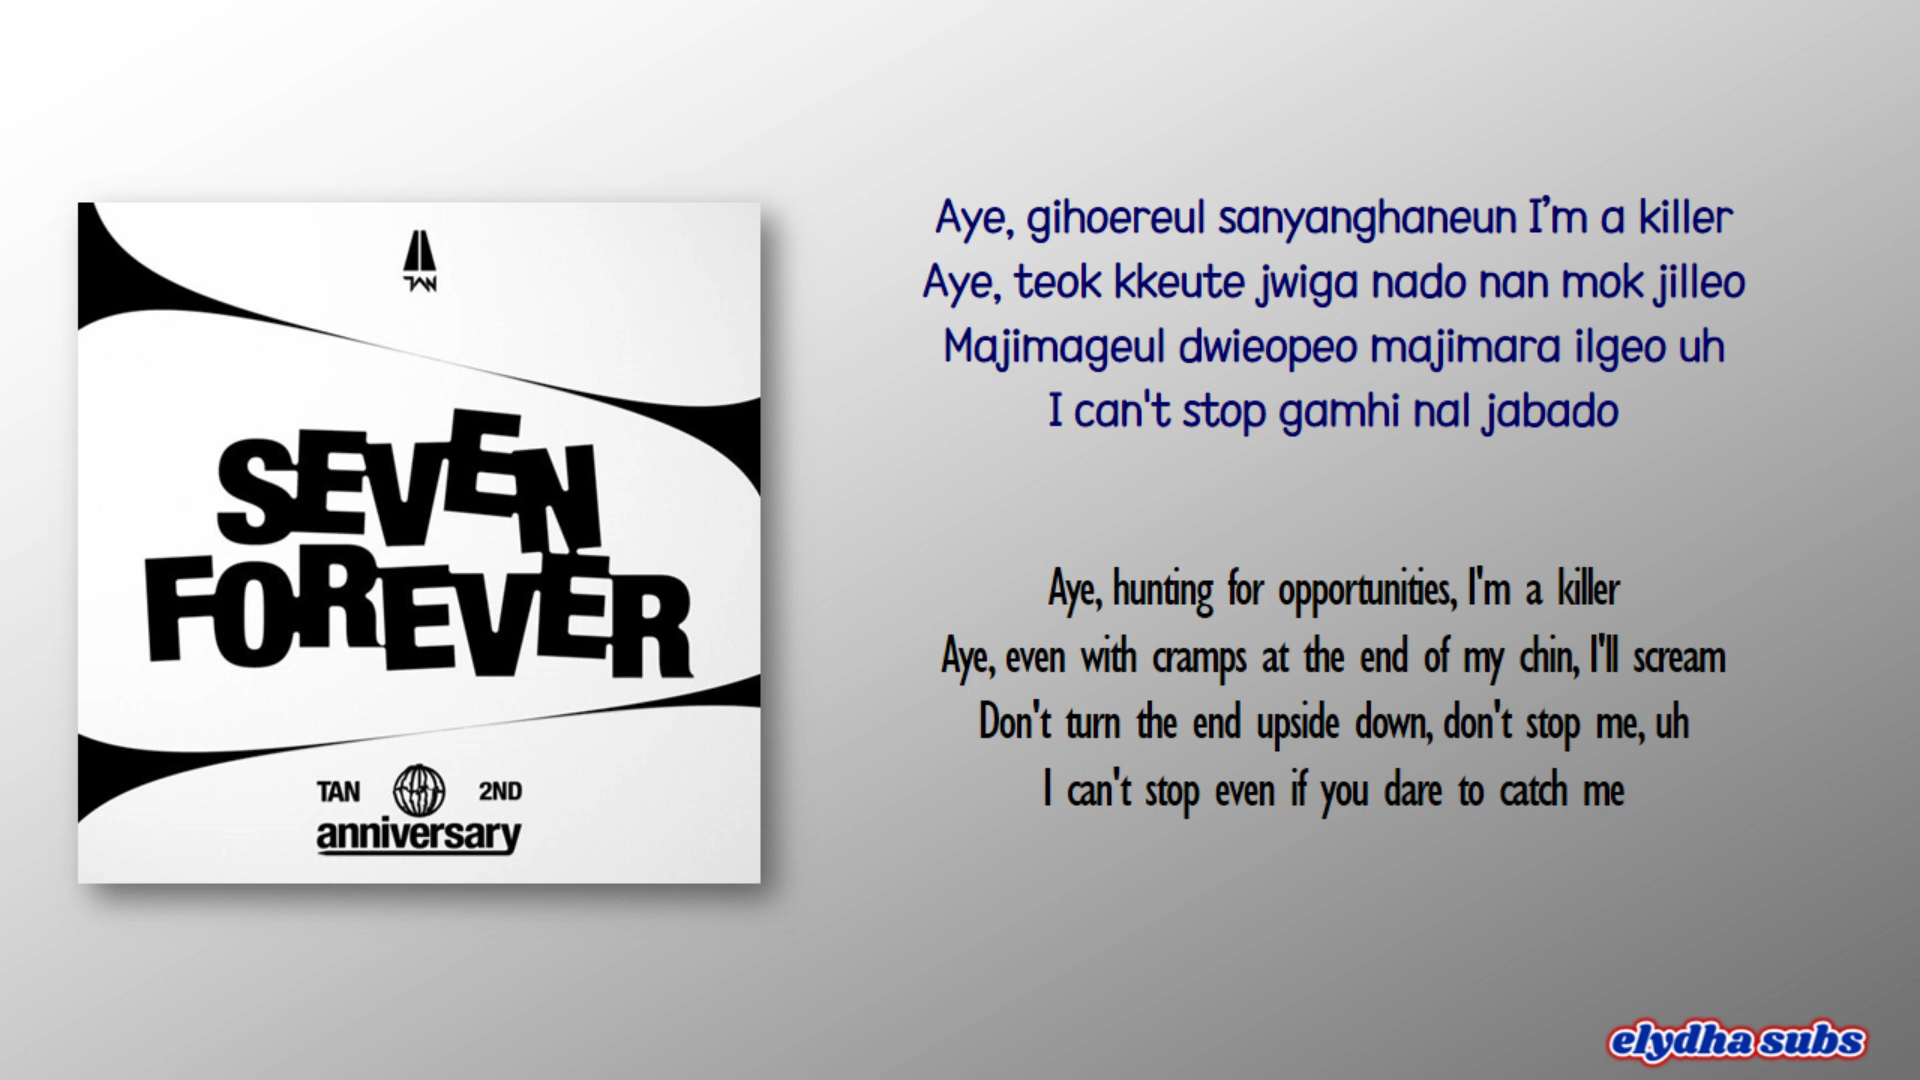 TAN
SEVEN
FOREVER
TAN 2ND
anniversary
Aye, gihoereul sanyanghaneun I’m a killer
Aye, teok kkeute jwiga nado nan mok jilleo
Majimageul dwieopeo majimara ilgeo uh
I can't stop gamhi nal jabado
Aye, hunting for opportunities, I'm a killer
Aye, even with cramps at the end of my chin, I'll scream
Don't turn the end upside down, don't stop me, uh
I can't stop even if you dare to catch me
elydha subs